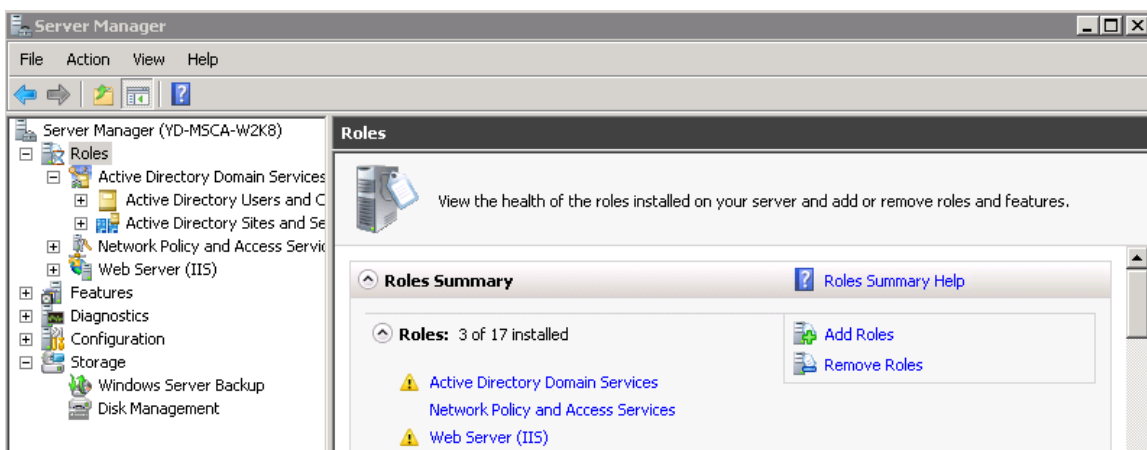 Server Manager
File Action View Help
Server Manager (YD-MSCA-W2K8)
Roles
Active Directory Domain Services
Active Directory Users and C
Active Directory Sites and Se
Network Policy and Access Servic
Web Server (IIS)
Features
Diagnostics
Configuration
Storage
Windows Server Backup
Disk Management
Roles
View the health of the roles installed on your server and add or remove roles and features.
Roles Summary
Roles Summary Help
Roles: 3 of 17 installed
Add Roles
Remove Roles
Active Directory Domain Services
Network Policy and Access Services
Web Server (IIS)